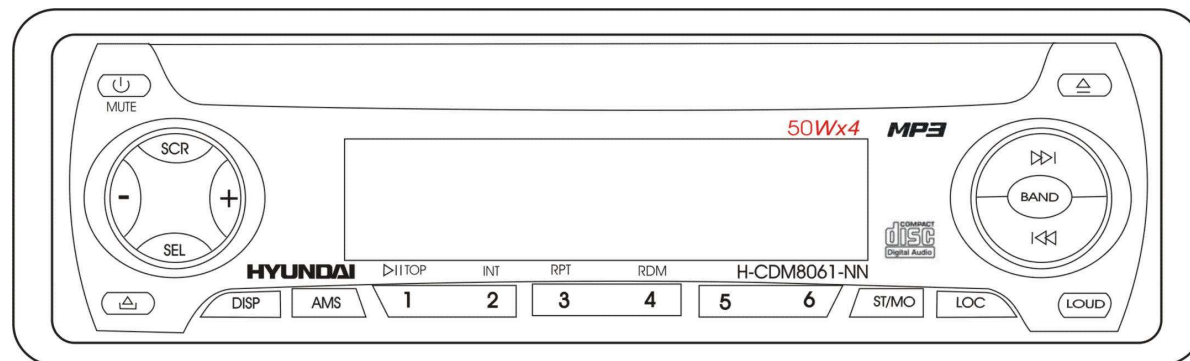 MUTE
50Wx4 MP3
SCR
- +
BAND
SEL
COMPACT
disc
Digital Audio
HYUNDAI TOP INT RPT RDM H-CDM8061-NN
DISP AMS 1 2 3 4 5 6 ST/MO LOC LOUD